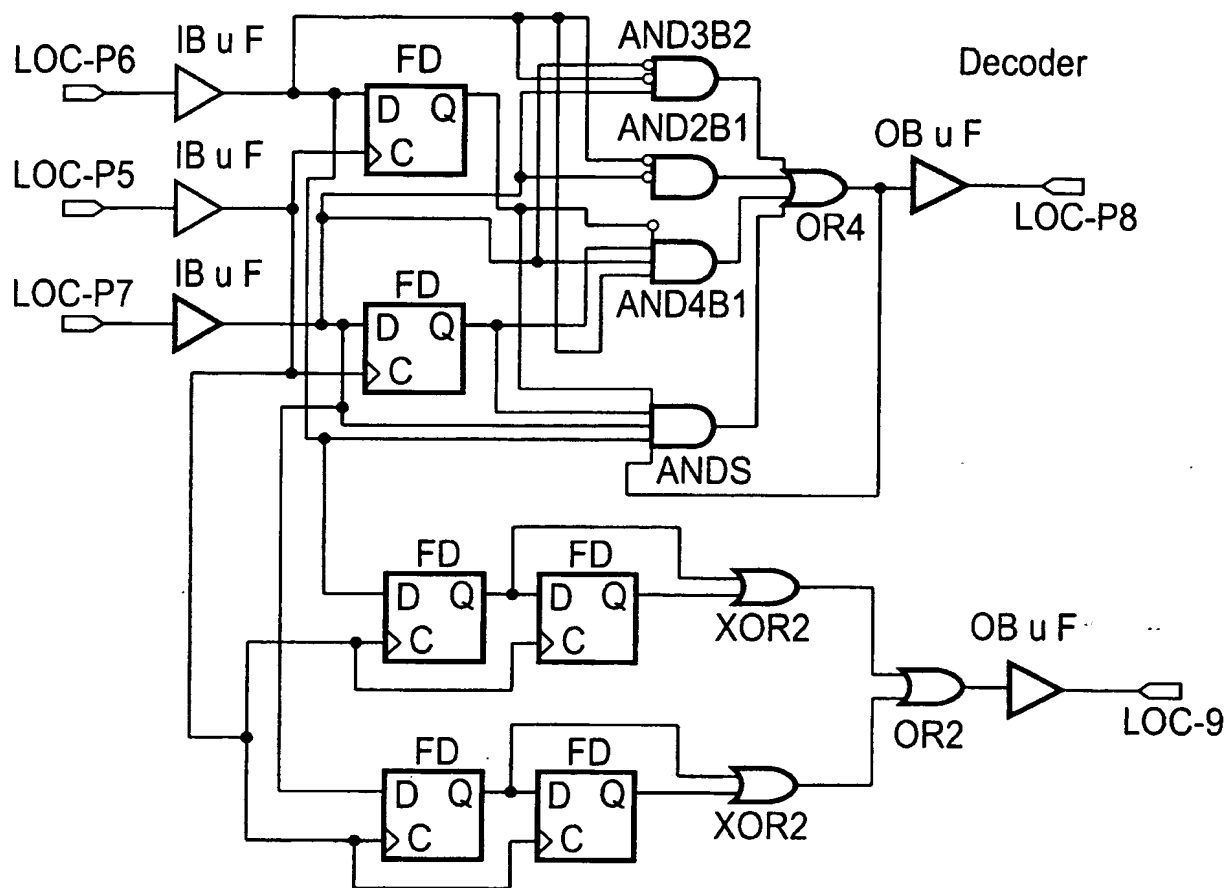 IB u F
AND3B2
LOC-P6
FD
Decoder
D Q
C
AND2B1
IB u F
OB u F
LOC-P5
OR4
LOC-P8
IB u F
FD
AND4B1
LOC-P7
D Q
C
ANDS
FD
FD
D Q
D Q
C
C
XOR2
OB u F
FD
FD
OR2
LOC-9
D Q
D Q
C
C
XOR2